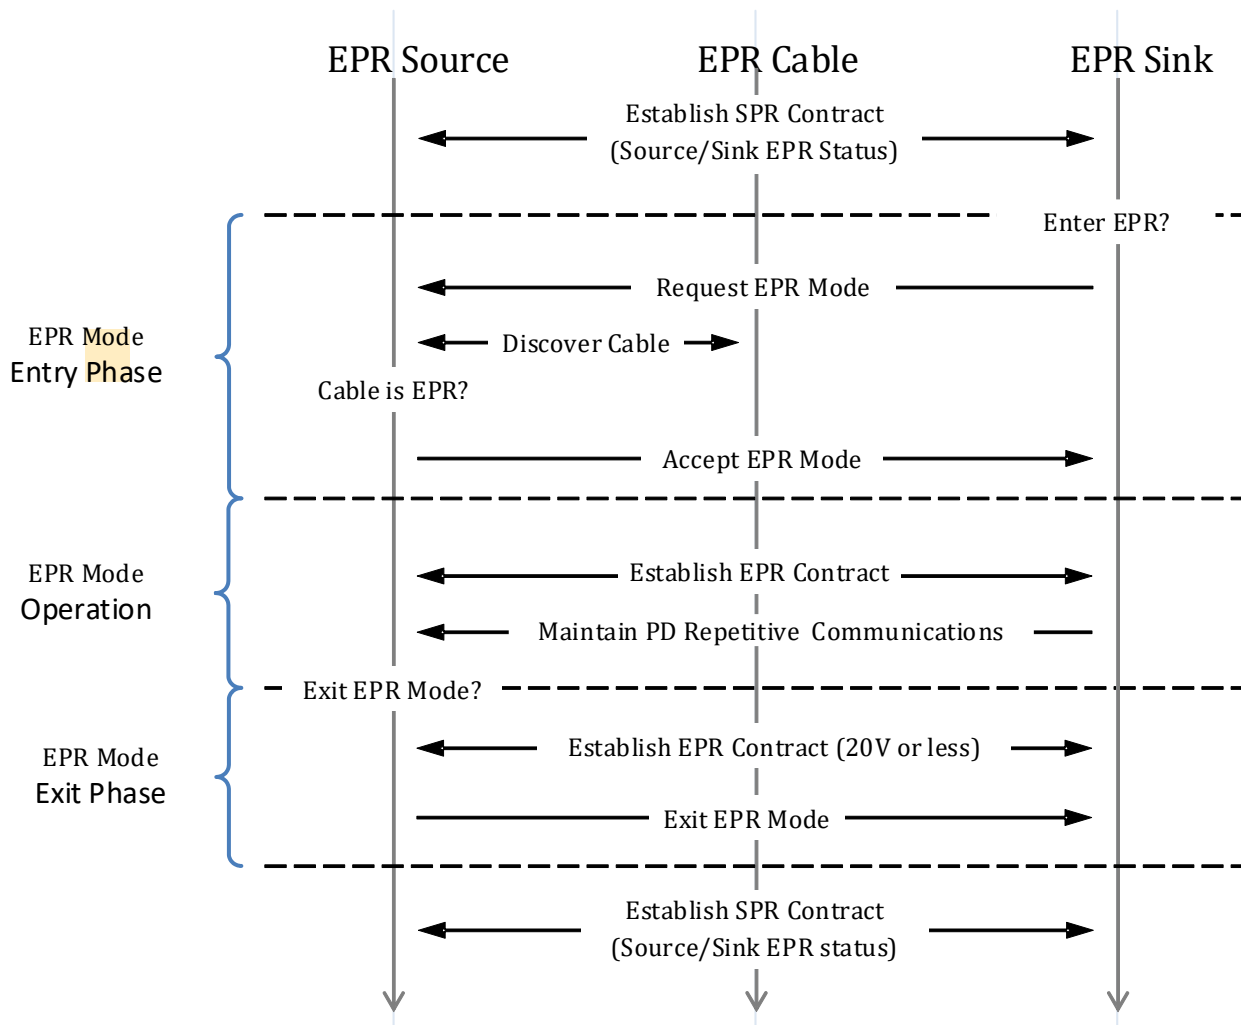 EPR Source
EPR Cable
EPR Sink
Establish SPR Contract
(Source/Sink EPR Status)
Enter EPR?
Request EPR Mode
EPR Mode
Entry Phase
Discover Cable
Cable is EPR?
Accept EPR Mode
EPR Mode
Operation
Establish EPR Contract
Maintain PD Repetitive Communications
Exit EPR Mode?
EPR Mode
Exit Phase
Establish EPR Contract (20V or less)
Exit EPR Mode
Establish SPR Contract
(Source/Sink EPR status)